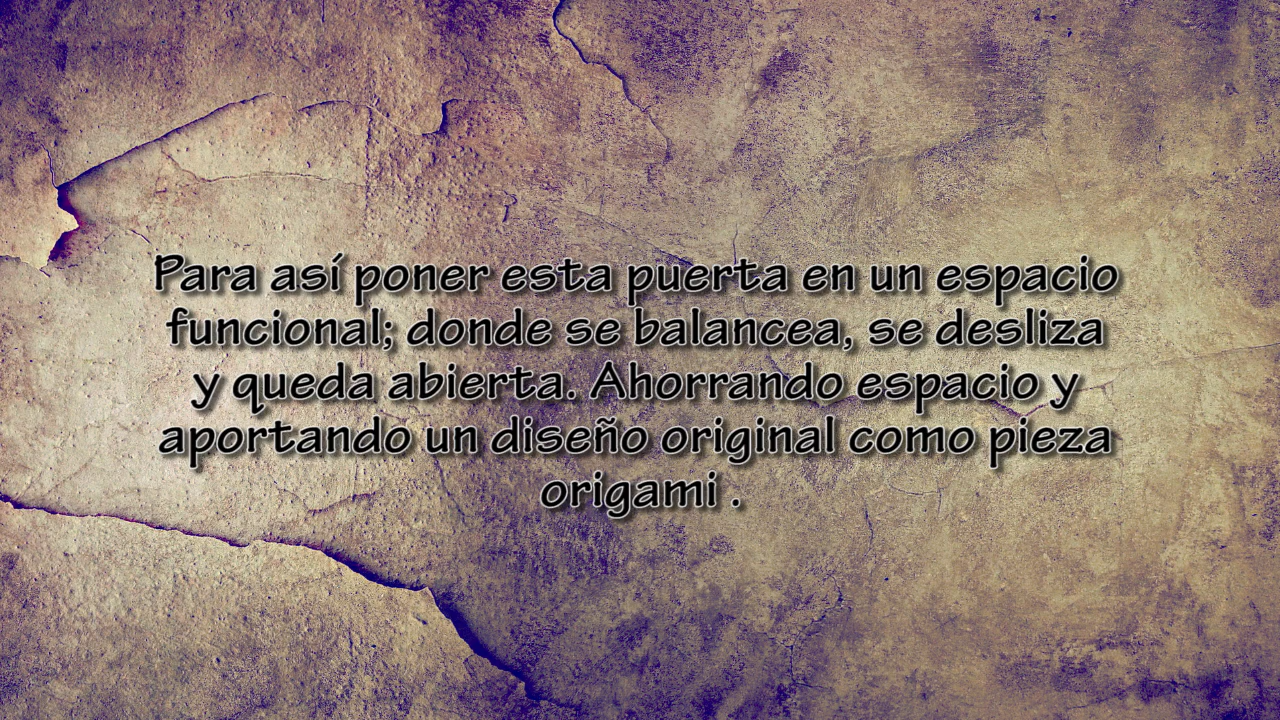 Para así poner esta puerta en un espacio
funcional; donde se balancea, se desliza
y queda abierta. Ahorrando espacio y
aportando un diseño original como pieza
origami .